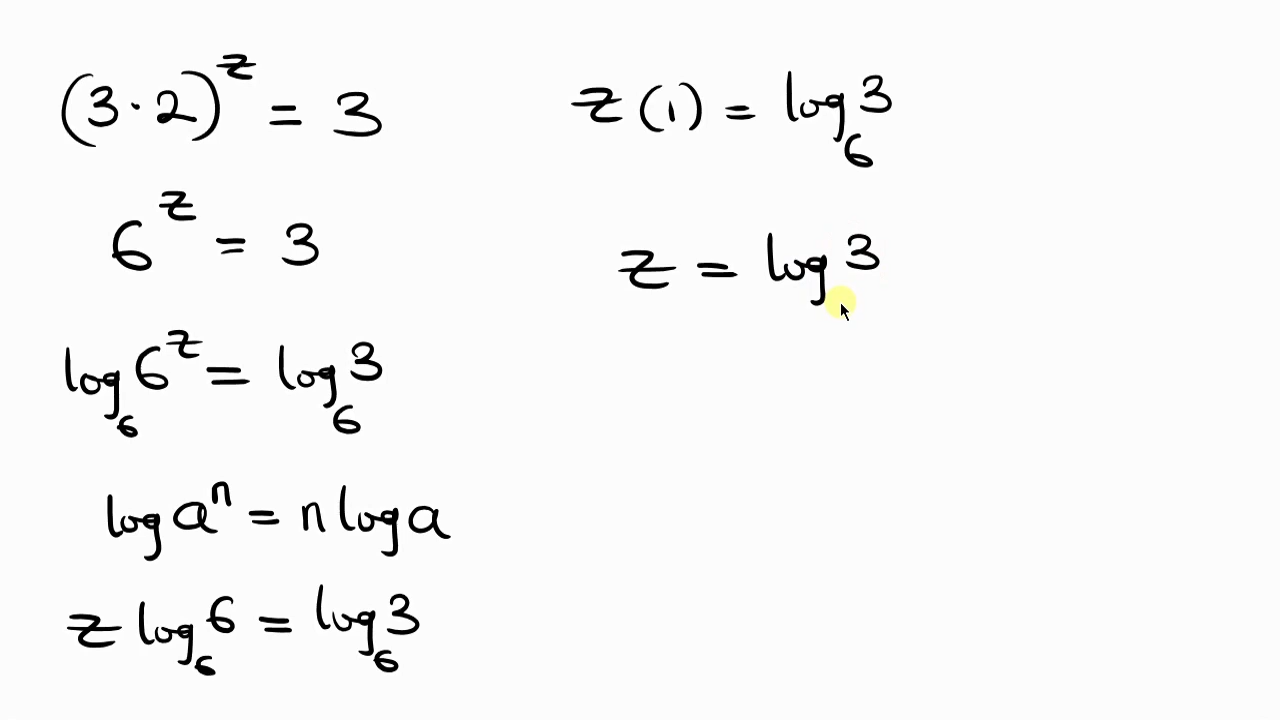 (3·2)^z = 3
6^z = 3
log_6 6^z = log_6 3
log a^n = n log a
z log_6 6 = log_6 3
z (1) = log_6 3
z = log 3